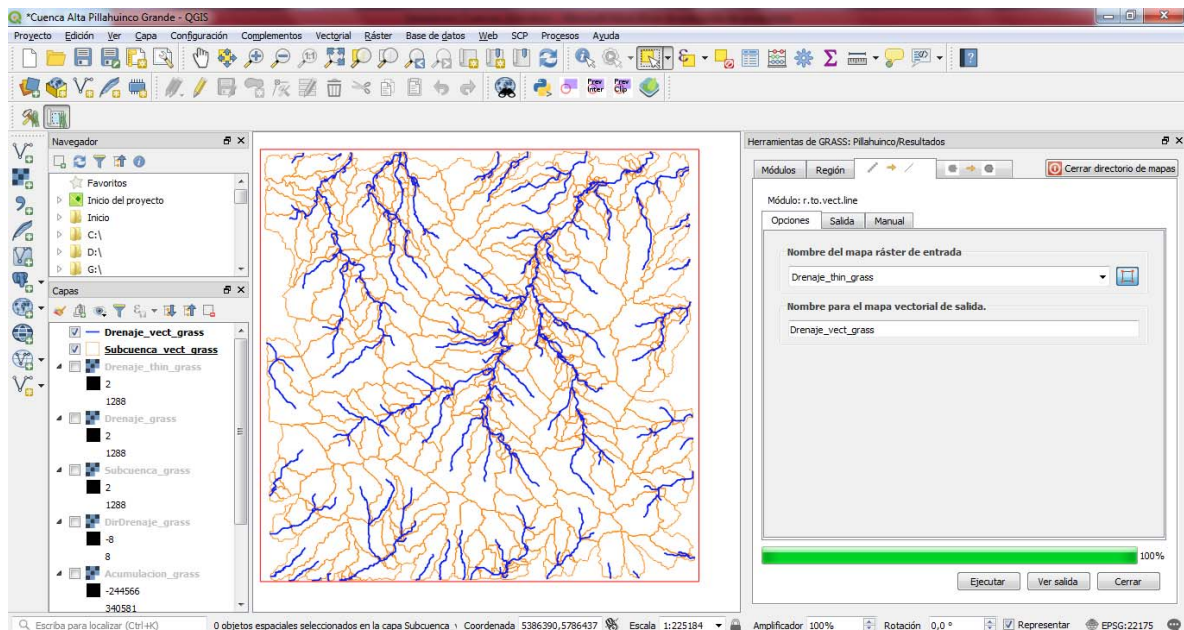 *Cuenca Alta Pillahuinco Grande - QGIS
Proyecto Edición Ver Capa Configuración Complementos Vectorial Ráster Base de datos Web SCP Procesos Ayuda
Prev Inter
Prev Clip
Navegador
Favoritos
Inicio del proyecto
Inicio
C:\
D:\
G:\
Capas
Drenaje_vect_grass
Subcuenca_vect_grass
Drenaje_thin_grass
2
1288
Drenaje_grass
2
1288
Subcuenca_grass
2
1288
DirDrenaje_grass
-8
8
Acumulacion_grass
-244566
340581
Herramientas de GRASS: Pillahuinco/Resultados
Módulos Región Cerrar directorio de mapas
Módulo: r.to.vect.line
Opciones Salida Manual
Nombre del mapa ráster de entrada
Drenaje_thin_grass
Nombre para el mapa vectorial de salida.
Drenaje_vect_grass
100%
Ejecutar Ver salida Cerrar
Escriba para localizar (Ctrl+K) 0 objetos espaciales seleccionados en la capa Subcuenca Coordenada 5386390,5786437 Escala 1:225184 Amplificador 100% Rotación 0,0 ° Representar EPSG:22175